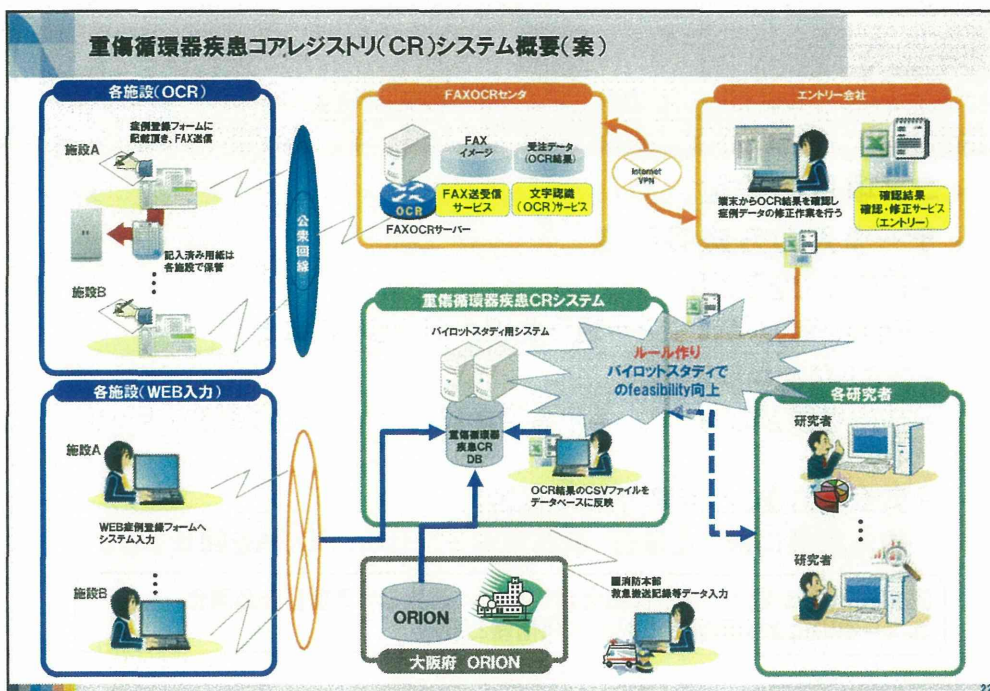 重傷循環器疾患コアレジストリ(CR)システム概要(案)
各施設(OCR)
症例登録フォームに
記載頂き、FAX送信
施設A
記入済み用紙は
各施設で保管
施設B
公衆回線
FAXOCRセンタ
FAX
イメージ
受注データ
(OCR結果)
OCR
FAX送受信
サービス
文字認識
(OCR)サービス
FAXOCRサーバー
Internet
VPN
エントリー会社
端末からOCR結果を確認し
症例データの修正作業を行う
確認結果
確認・修正サービス
(エントリー)
重傷循環器疾患CRシステム
パイロットスタディ用システム
重傷循環器
疾患CR
DB
OCR結果のCSVファイルを
データベースに反映
ルール作り
パイロットスタディで
のfeasibility向上
各施設(WEB入力)
施設A
WEB症例登録フォームへ
システム入力
施設B
ORION
大阪府 ORION
消防本部
救急搬送記録等データ入力
各研究者
研究者
研究者